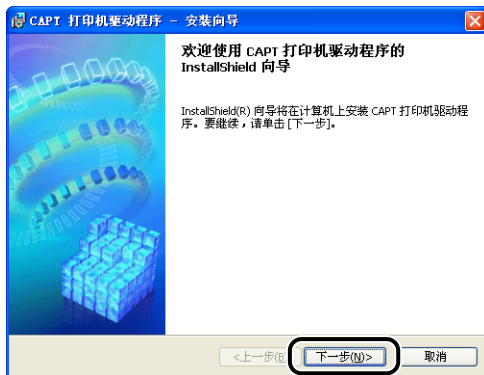 CAPT 打印机驱动程序 - 安装向导
欢迎使用 CAPT 打印机驱动程序的
InstallShield 向导
InstallShield(R) 向导将在计算机上安装 CAPT 打印机驱动程
序。要继续，请单击 [下一步]。
<上一步(B) 下一步(N)> 取消